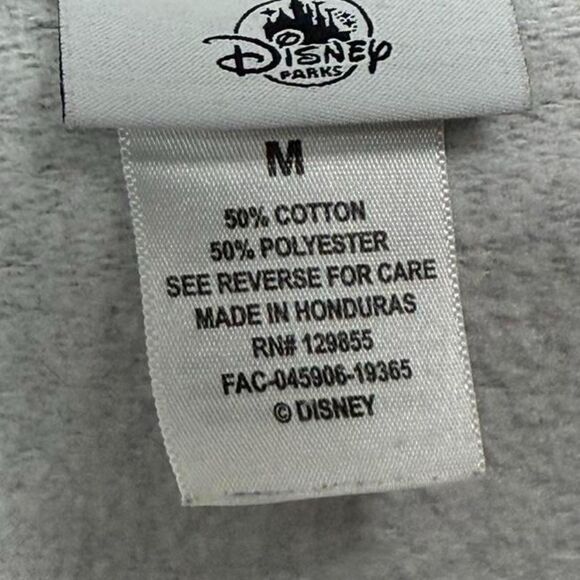 Disney
PARKS
M
50% COTTON
50% POLYESTER
SEE REVERSE FOR CARE
MADE IN HONDURAS
RN# 129855
FAC-045906-19365
© DISNEY